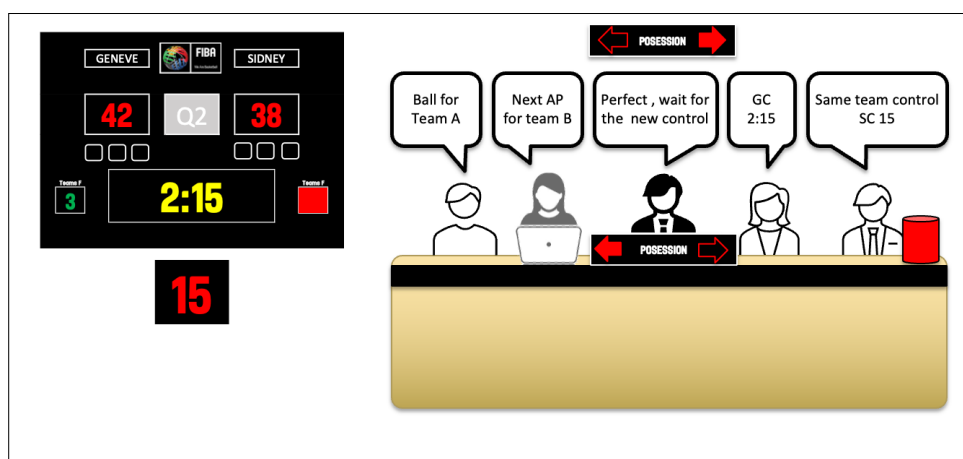 POSESSION
GENEVE
FIBA
SIDNEY
42
Q2
38
Teams F
3
2:15
Teams F
15
Ball for
Team A
Next AP
for team B
Perfect , wait for
the new control
GC
2:15
Same team control
SC 15
POSESSION